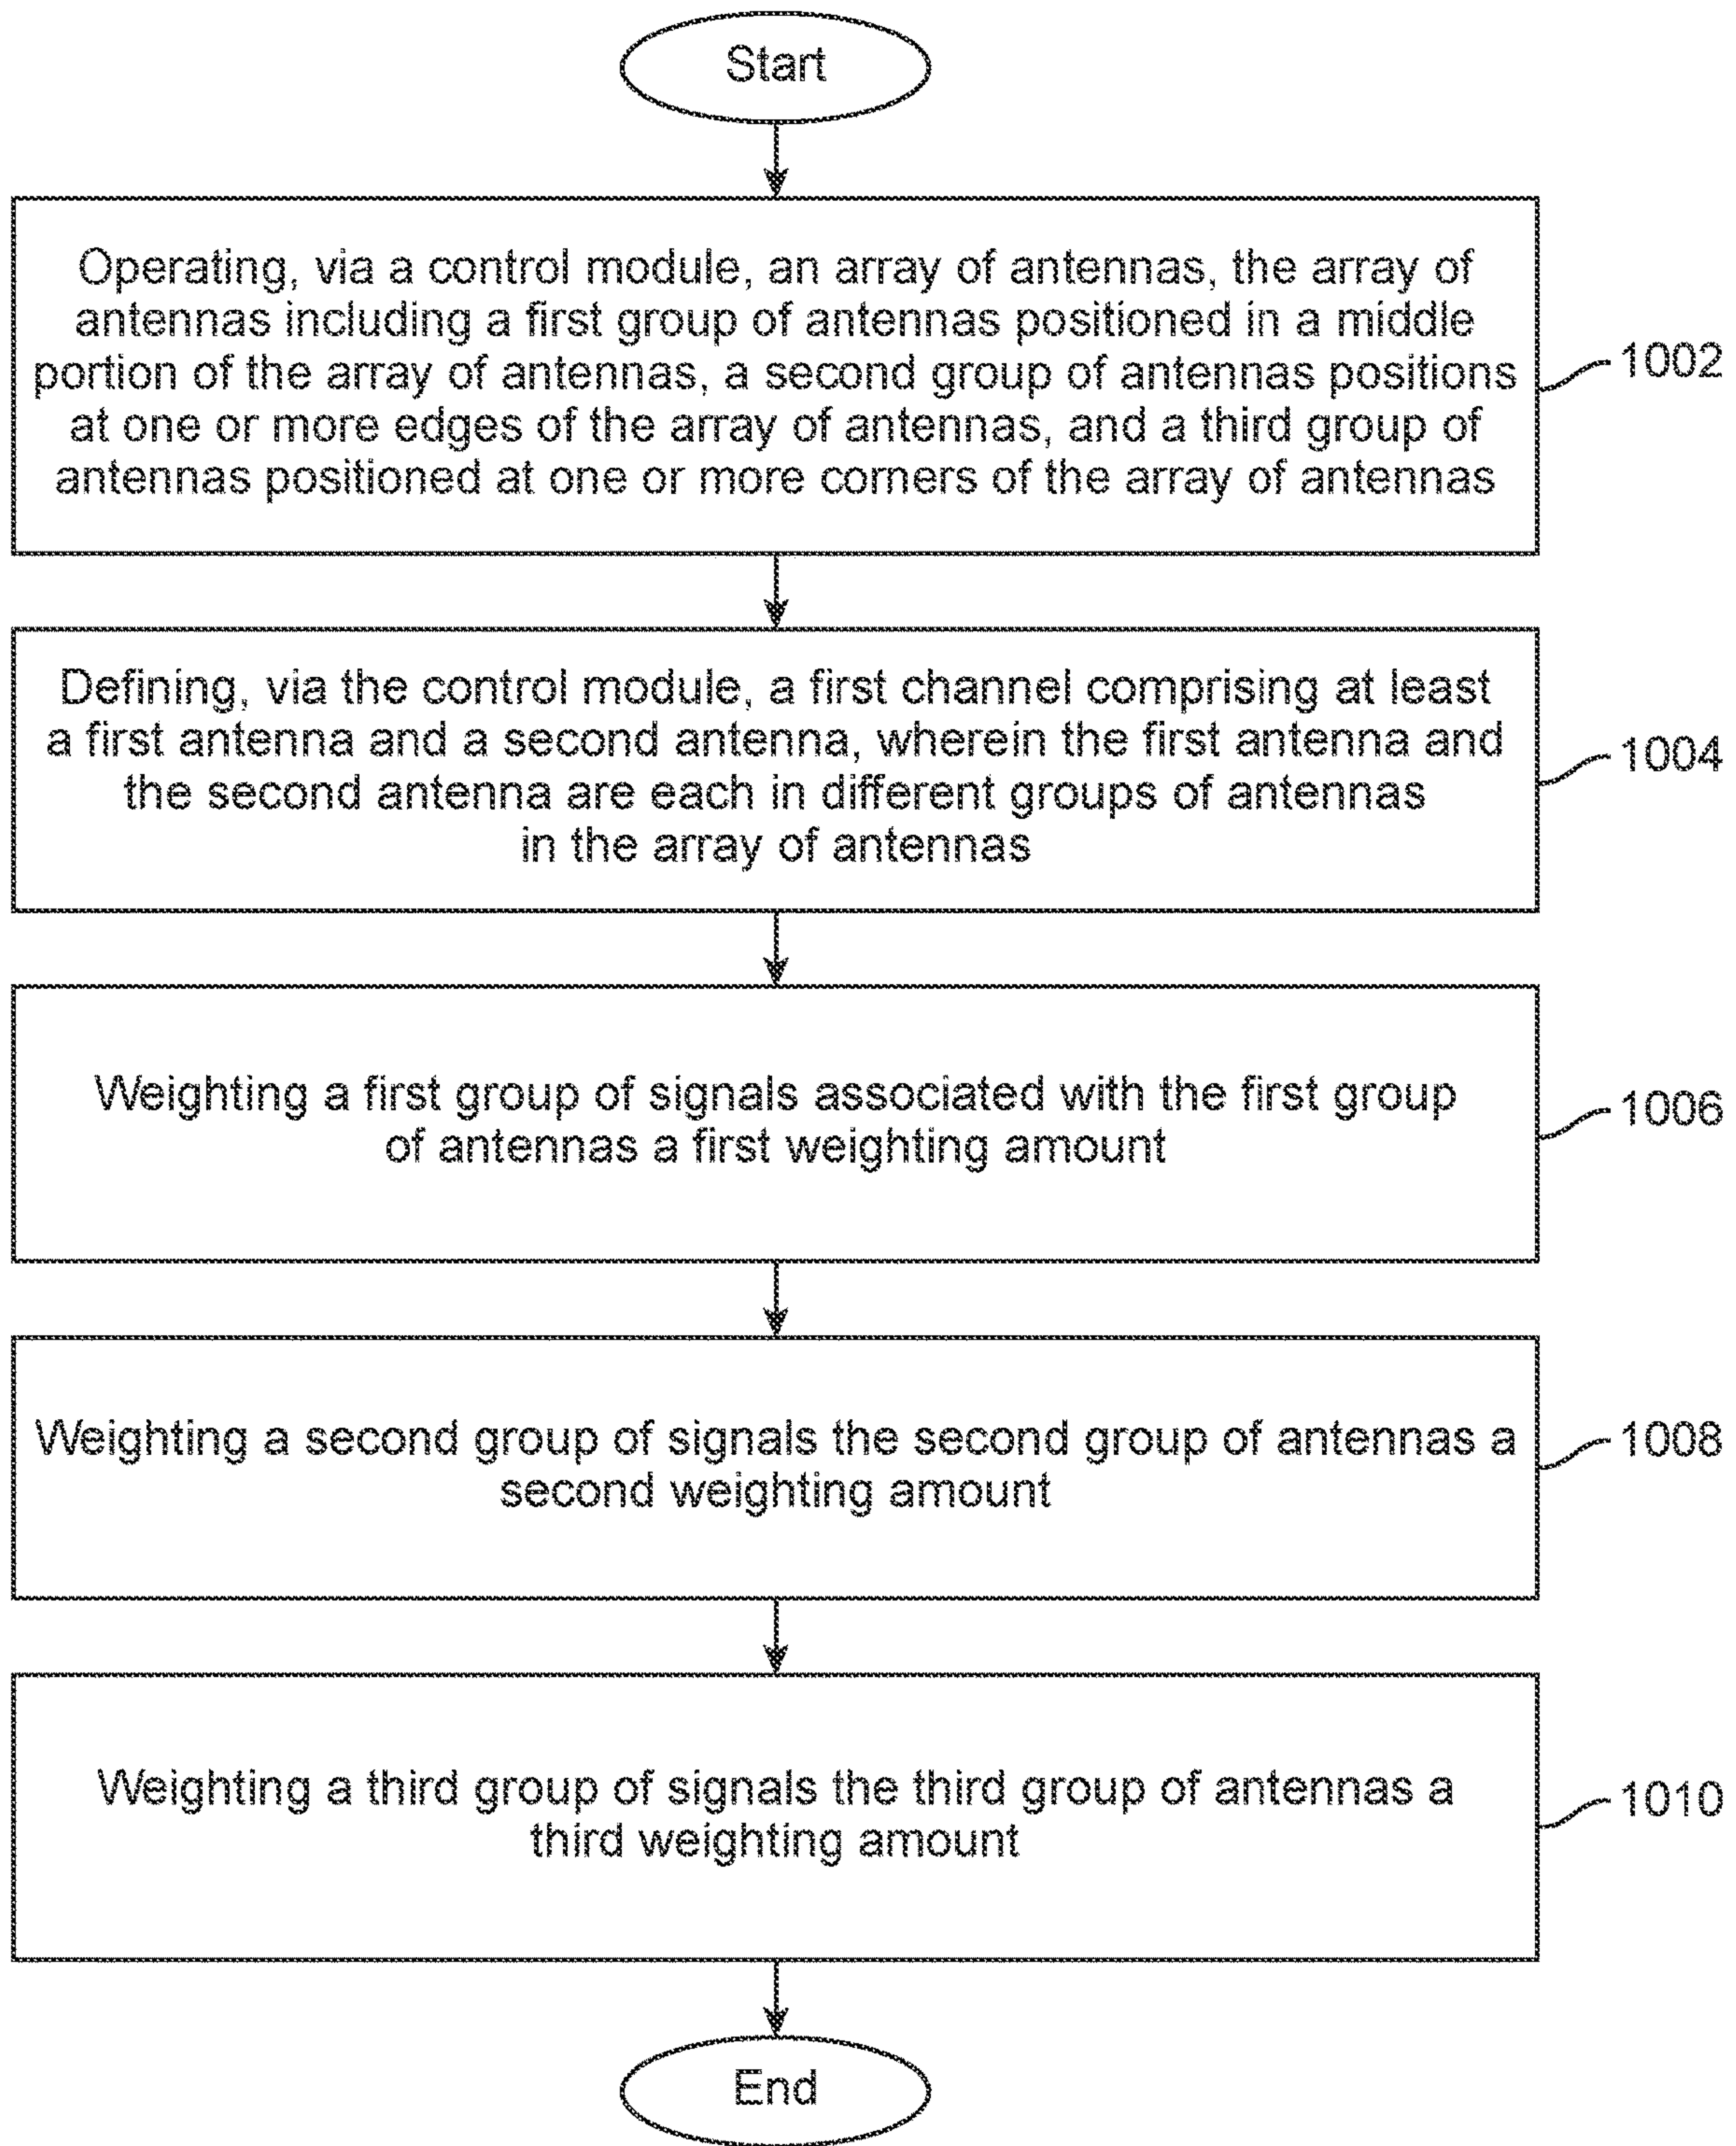 Start
Operating, via a control module, an array of antennas, the array of
antennas including a first group of antennas positioned in a middle
portion of the array of antennas, a second group of antennas positions
at one or more edges of the array of antennas, and a third group of
antennas positioned at one or more corners of the array of antennas
1002
Defining, via the control module, a first channel comprising at least
a first antenna and a second antenna, wherein the first antenna and
the second antenna are each in different groups of antennas
in the array of antennas
1004
Weighting a first group of signals associated with the first group
of antennas a first weighting amount
1006
Weighting a second group of signals the second group of antennas a
second weighting amount
1008
Weighting a third group of signals the third group of antennas a
third weighting amount
1010
End